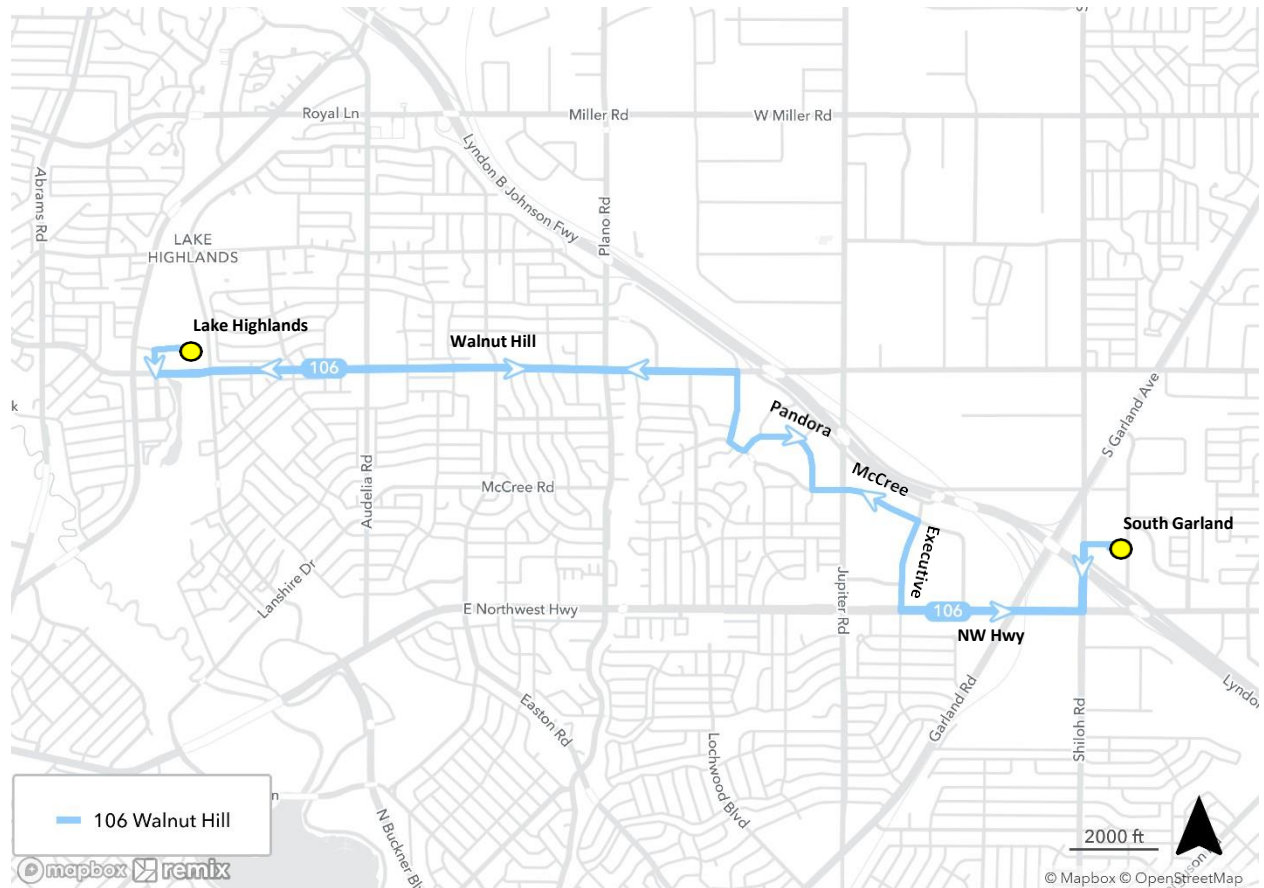 Royal Ln
Miller Rd
W Miller Rd
Lyndon B Johnson Fwy
Abrams Rd
Plano Rd
LAKE
HIGHLANDS
Lake Highlands
Walnut Hill
106
k
Pandora
S Garland Ave
McCree
Audelia Rd
McCree Rd
South Garland
Executive
Lanshire Dr
Jupiter Rd
E Northwest Hwy
106
NW Hwy
Easton Rd
Garland Rd
Shiloh Rd
Lyndo
Lochwood Blvd
n
106 Walnut Hill
N Buckner Bl
2000 ft
mapbox remix
© Mapbox © OpenStreetMap